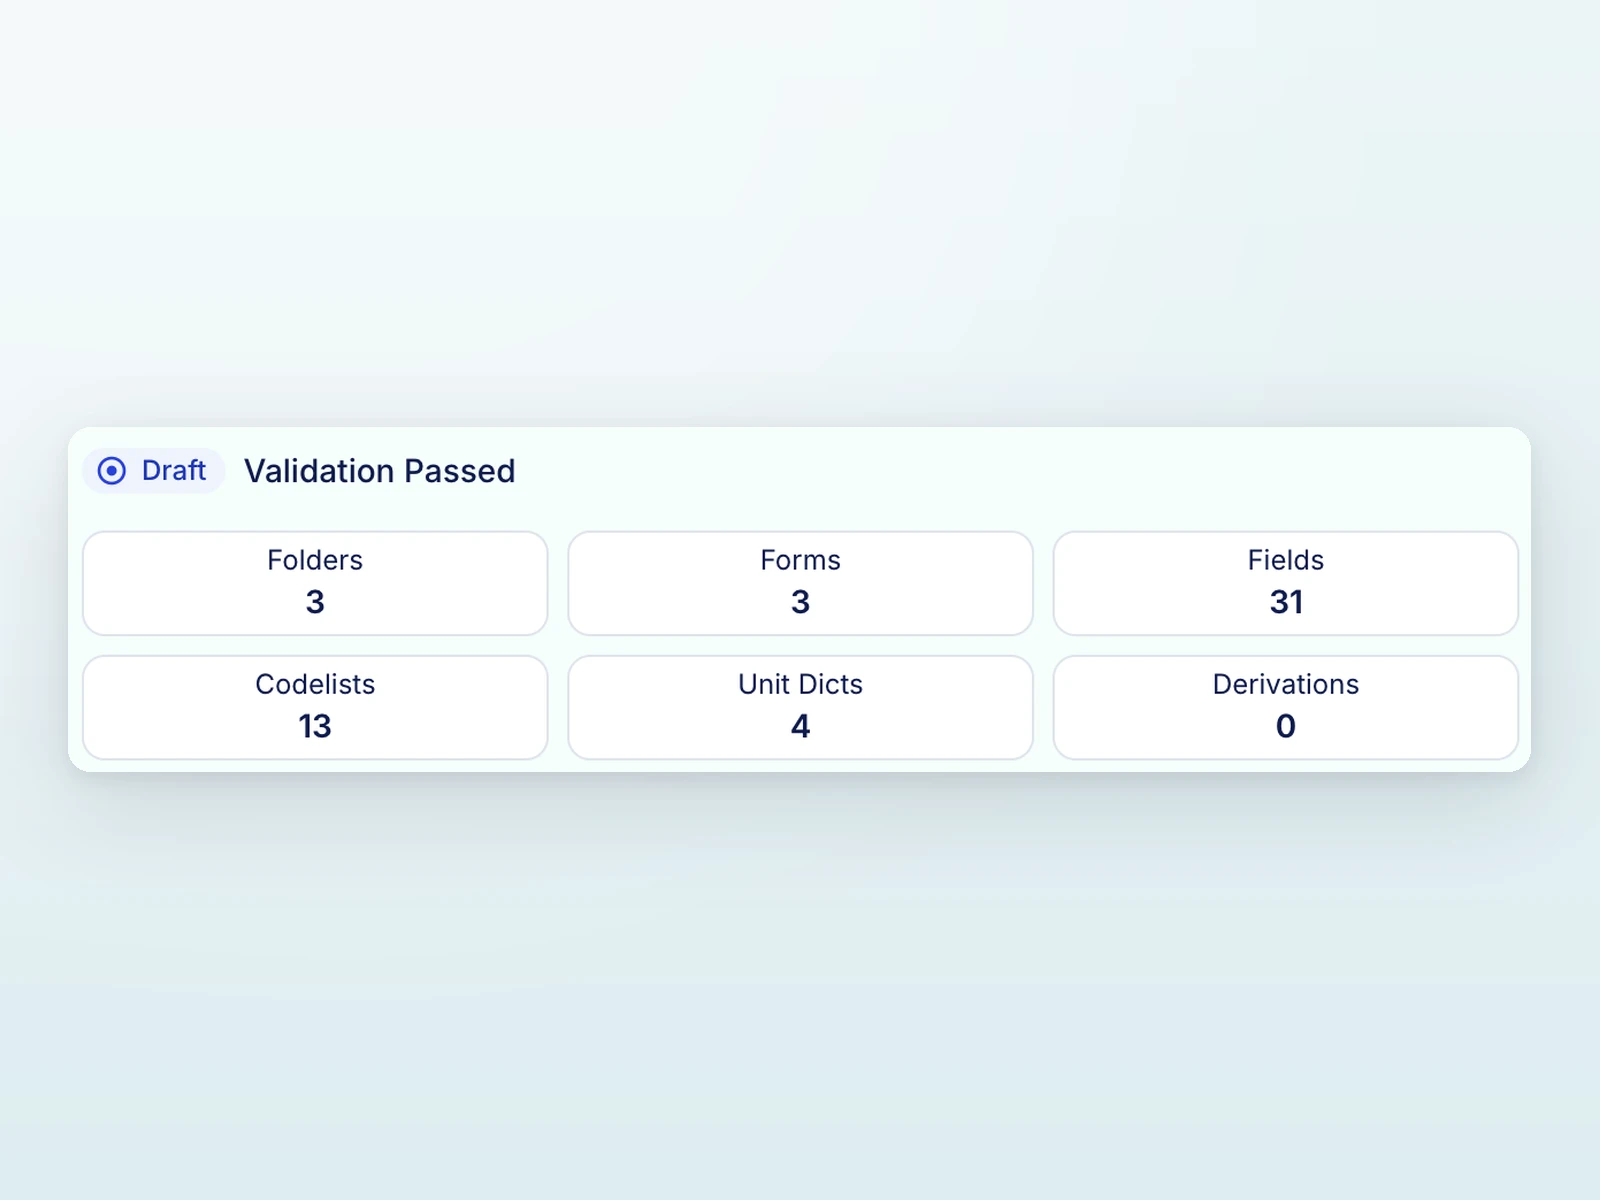 Draft Validation Passed
Folders Forms Fields
3 3 31
Codelists Unit Dicts Derivations
13 4 0